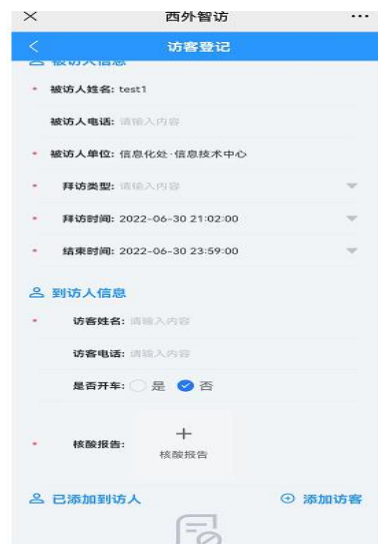 西外智访
访客登记
被访人信息
* 被访人姓名: test1
被访人电话: 请输入内容
* 被访人单位: 信息化处·信息技术中心
* 拜访类型: 请输入内容
* 拜访时间: 2022-06-30 21:02:00
* 结束时间: 2022-06-30 23:59:00
到访人信息
* 访客姓名: 请输入内容
访客电话: 请输入内容
是否开车: 是 否
* 核酸报告:
核酸报告
已添加到访人 添加访客